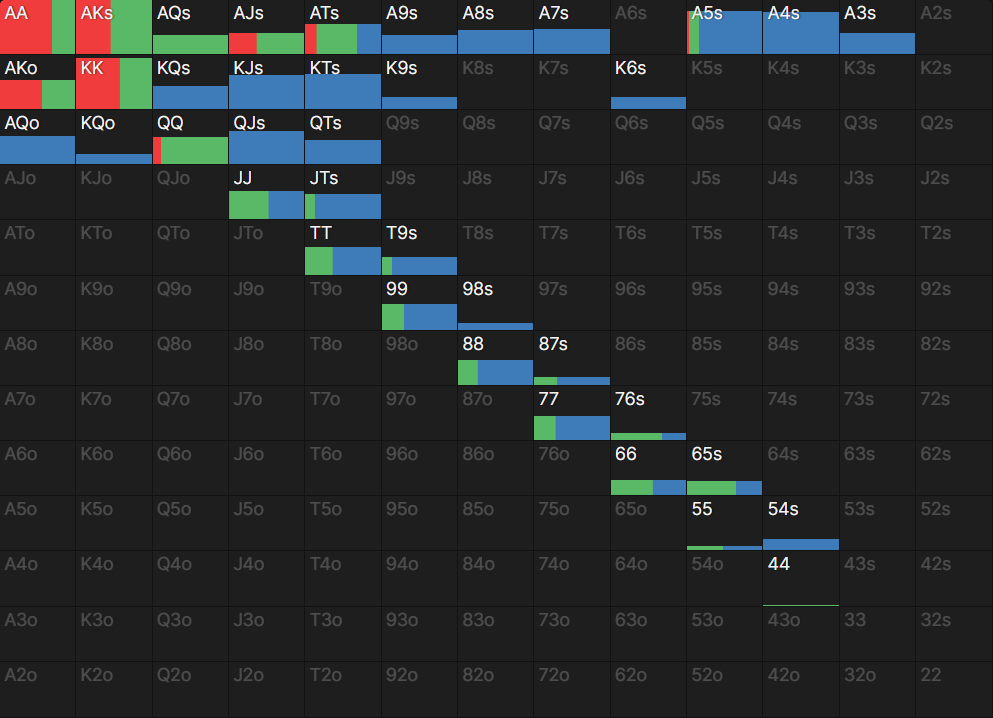 AA AKs AQs AJs ATs A9s A8s A7s A6s A5s A4s A3s A2s
AKo KK KQs KJs KTs K9s K8s K7s K6s K5s K4s K3s K2s
AQo KQo QQ QJs QTs Q9s Q8s Q7s Q6s Q5s Q4s Q3s Q2s
AJo KJo QJo JJ JTs J9s J8s J7s J6s J5s J4s J3s J2s
ATo KTo QTo JTo TT T9s T8s T7s T6s T5s T4s T3s T2s
A9o K9o Q9o J9o T9o 99 98s 97s 96s 95s 94s 93s 92s
A8o K8o Q8o J8o T8o 98o 88 87s 86s 85s 84s 83s 82s
A7o K7o Q7o J7o T7o 97o 87o 77 76s 75s 74s 73s 72s
A6o K6o Q6o J6o T6o 96o 86o 76o 66 65s 64s 63s 62s
A5o K5o Q5o J5o T5o 95o 85o 75o 65o 55 54s 53s 52s
A4o K4o Q4o J4o T4o 94o 84o 74o 64o 54o 44 43s 42s
A3o K3o Q3o J3o T3o 93o 83o 73o 63o 53o 43o 33 32s
A2o K2o Q2o J2o T2o 92o 82o 72o 62o 52o 42o 32o 22